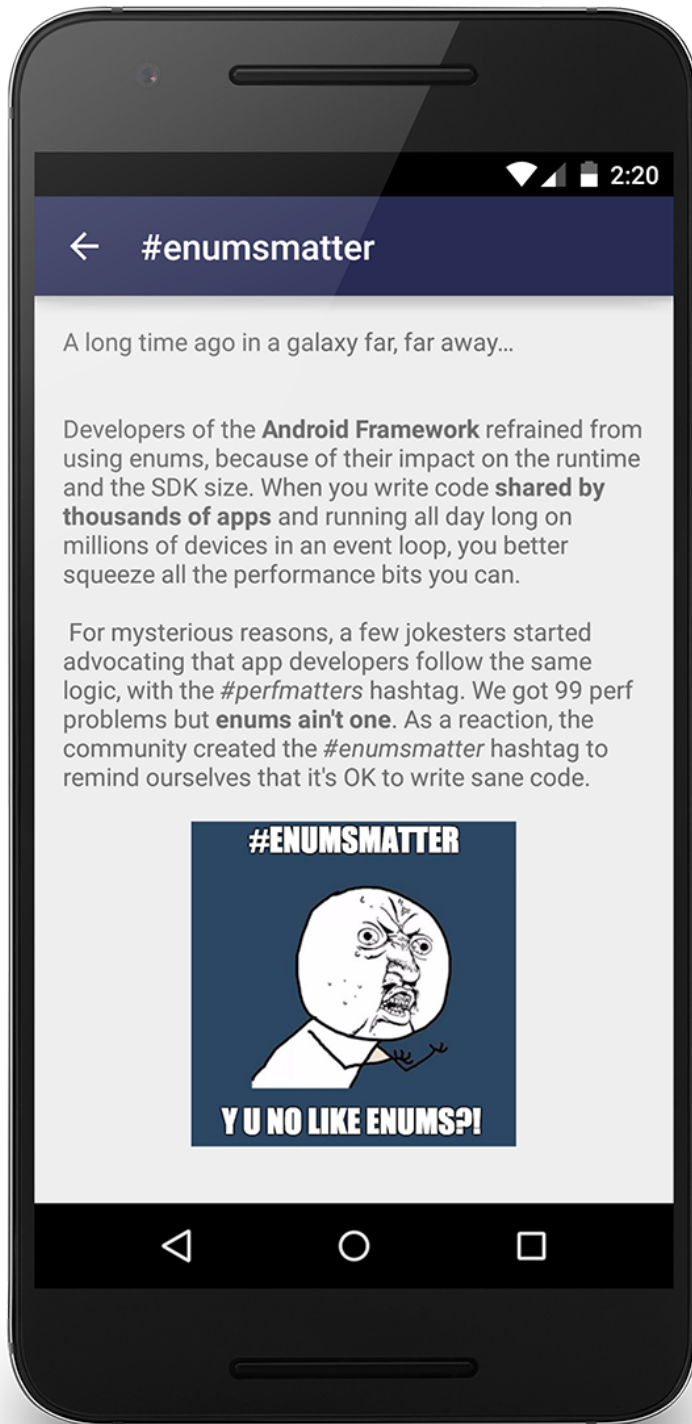 2:20
#enumsmatter
A long time ago in a galaxy far, far away…
Developers of the Android Framework refrained from
using enums, because of their impact on the runtime
and the SDK size. When you write code shared by
thousands of apps and running all day long on
millions of devices in an event loop, you better
squeeze all the performance bits you can.
For mysterious reasons, a few jokesters started
advocating that app developers follow the same
logic, with the #perfmatters hashtag. We got 99 perf
problems but enums ain't one. As a reaction, the
community created the #enumsmatter hashtag to
remind ourselves that it's OK to write sane code.
#ENUMSMATTER
Y U NO LIKE ENUMS?!